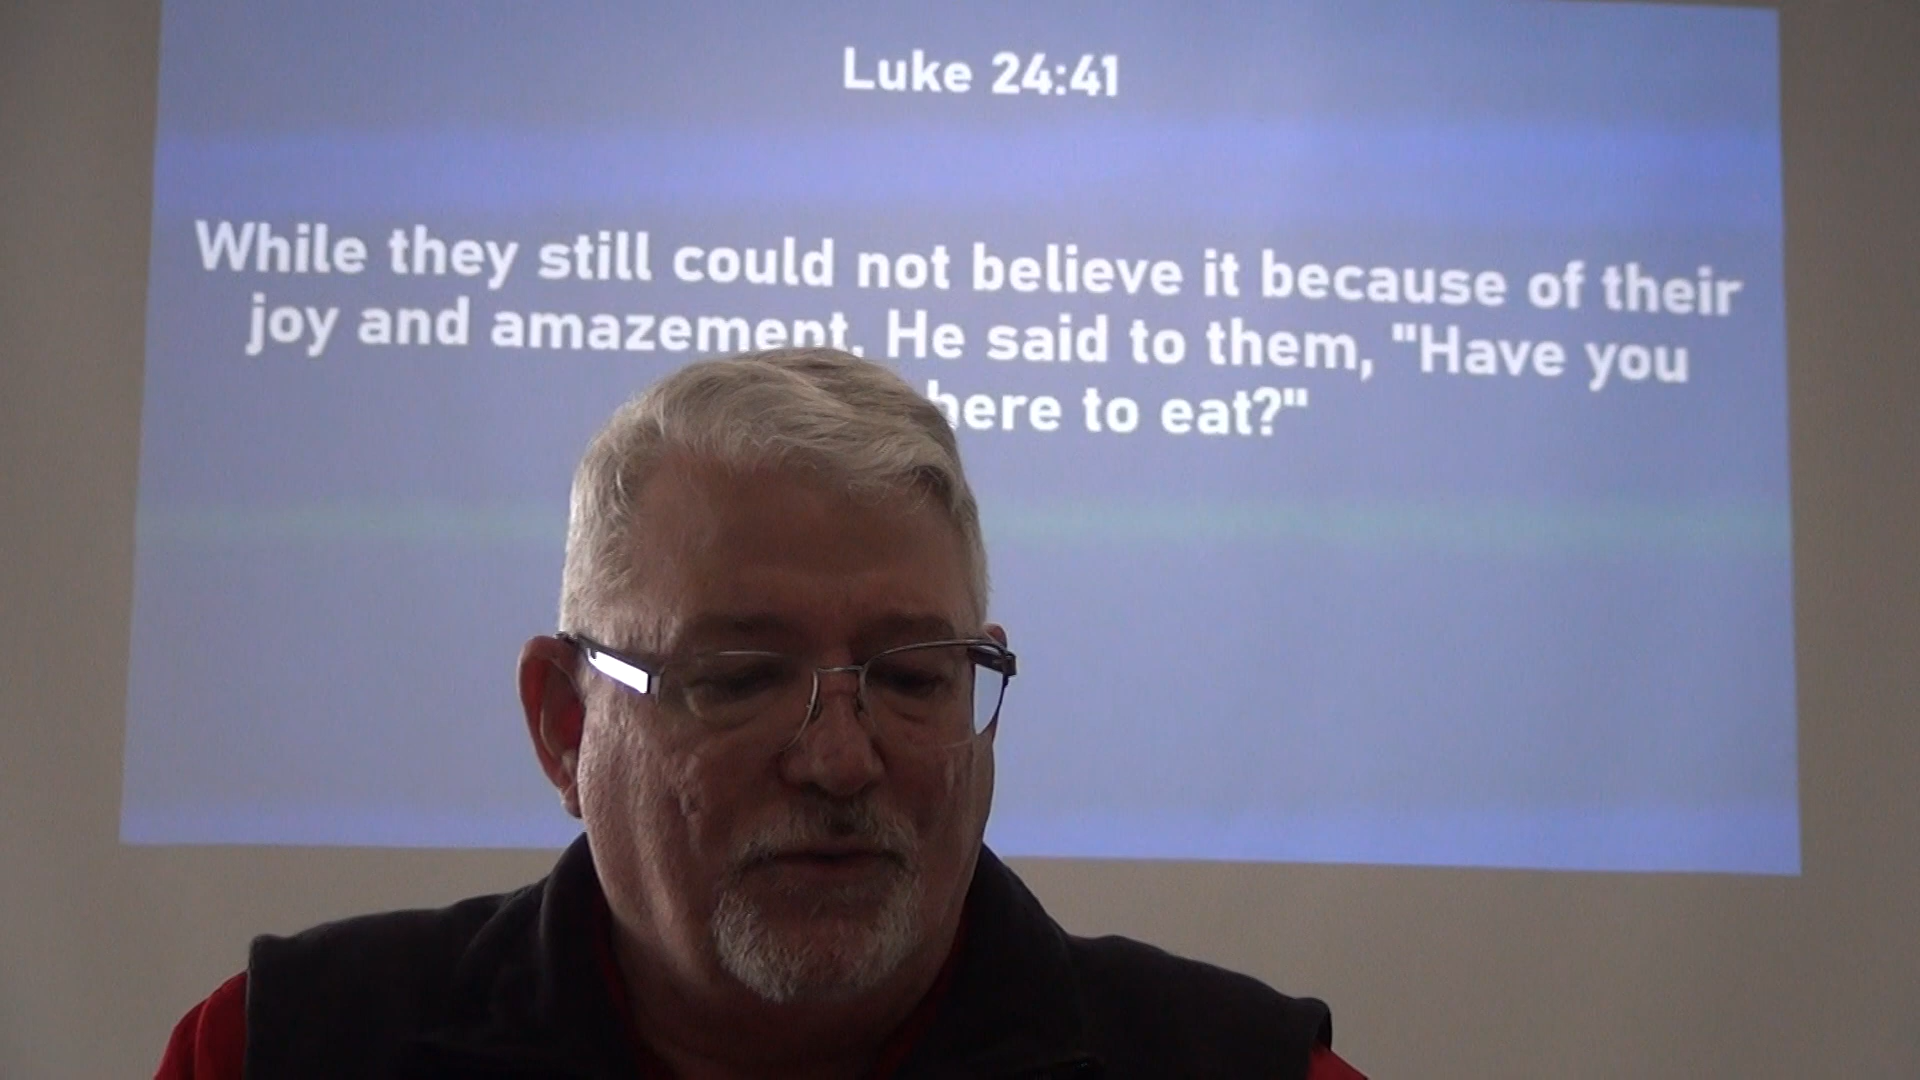 Luke 24:41
While they still could not believe it because of their
joy and amazement, He said to them, "Have you
here to eat?"